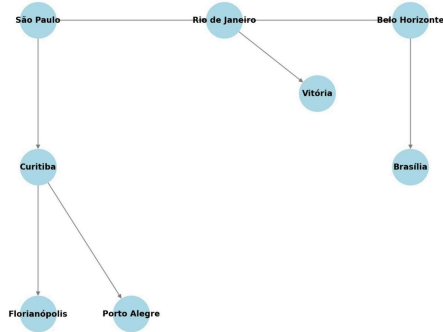 São Paulo
Rio de Janeiro
Belo Horizonte
Vitória
Curitiba
Brasília
Florianópolis
Porto Alegre